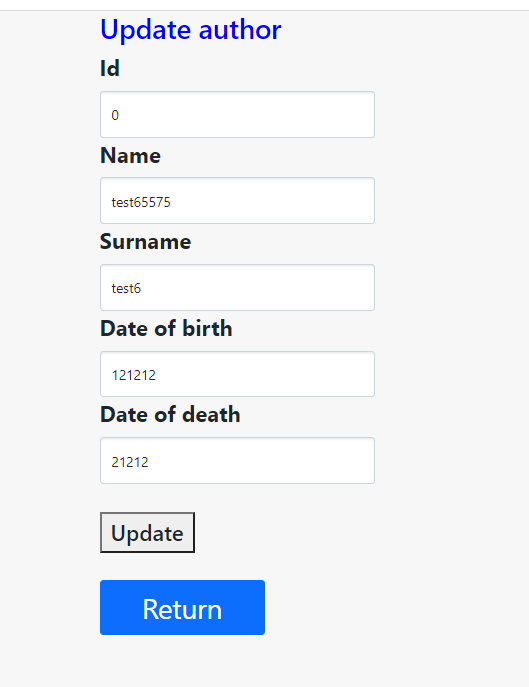 Update author
Id
0
Name
test65575
Surname
test6
Date of birth
121212
Date of death
21212
Update
Return